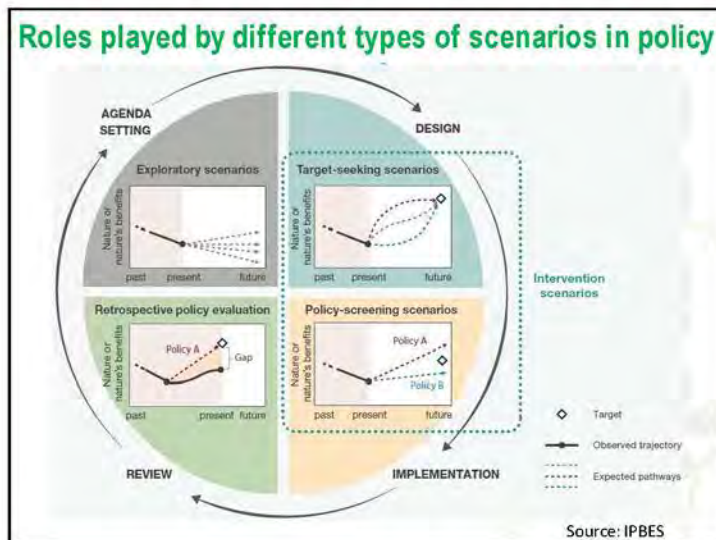 Roles played by different types of scenarios in policy
AGENDA
SETTING
DESIGN
Exploratory scenarios
Nature or
nature's benefits
past present future
Target-seeking scenarios
Nature or
nature's benefits
past present future
Intervention
scenarios
Retrospective policy evaluation
Nature or
nature's benefits
Policy A
Gap
past present future
Policy-screening scenarios
Nature or
nature's benefits
Policy A
Policy B
past present future
REVIEW
IMPLEMENTATION
Target
Observed trajectory
Expected pathways
Source: IPBES